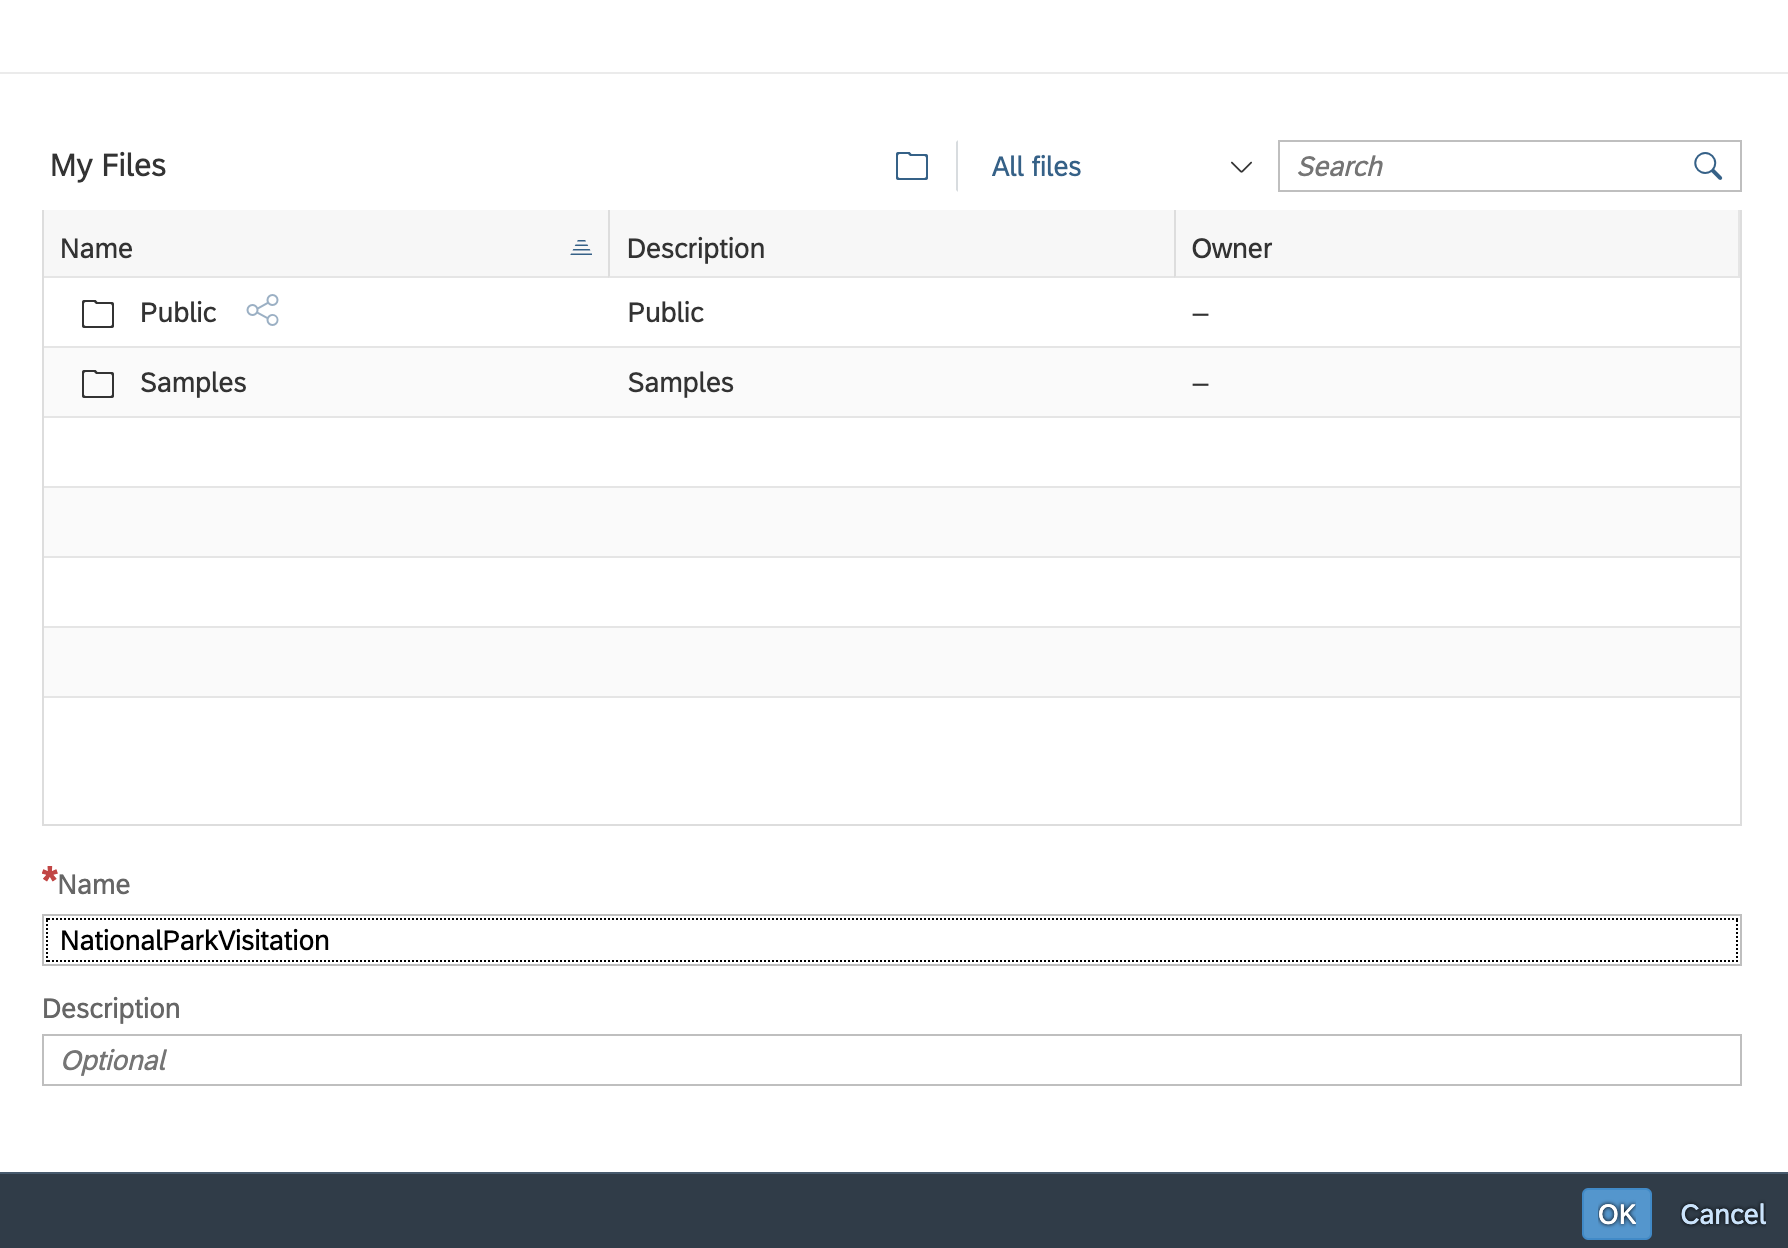 My Files
All files
Search
Name Description Owner
Public Public –
Samples Samples –
*Name
NationalParkVisitation
Description
Optional
OK Cancel